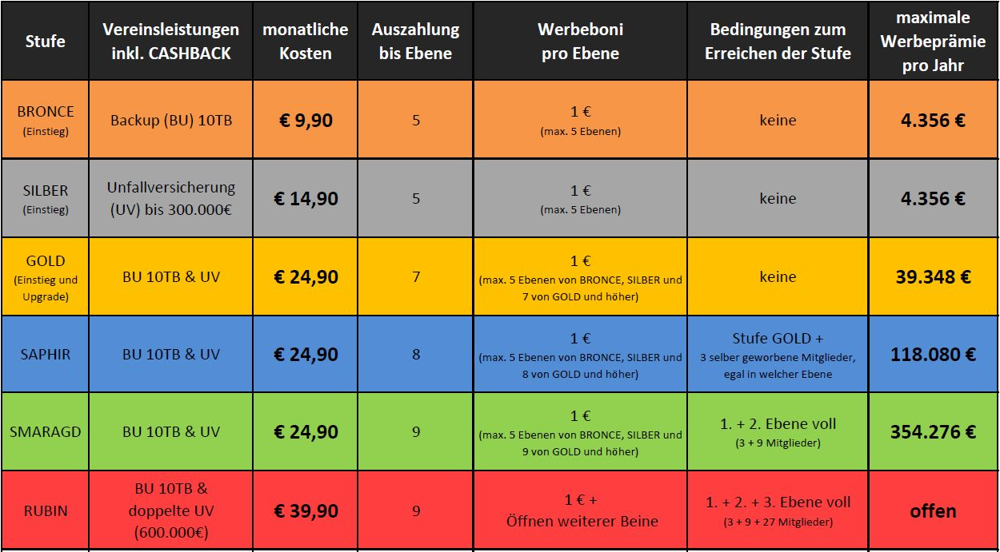 Stufe
Vereinsleistungen
inkl. CASHBACK
monatliche
Kosten
Auszahlung
bis Ebene
Werbeboni
pro Ebene
Bedingungen zum
Erreichen der Stufe
maximale
Werbeprämie
pro Jahr
BRONCE
(Einstieg)
Backup (BU) 10TB
€ 9,90
5
1 €
(max. 5 Ebenen)
keine
4.356 €
SILBER
(Einstieg)
Unfallversicherung
(UV) bis 300.000€
€ 14,90
5
1 €
(max. 5 Ebenen)
keine
4.356 €
GOLD
(Einstieg und
Upgrade)
BU 10TB & UV
€ 24,90
7
1 €
(max. 5 Ebenen von BRONCE, SILBER und
7 von GOLD und höher)
keine
39.348 €
SAPHIR
BU 10TB & UV
€ 24,90
8
1 €
(max. 5 Ebenen von BRONCE, SILBER und
8 von GOLD und höher)
Stufe GOLD +
3 selber geworbene Mitglieder,
egal in welcher Ebene
118.080 €
SMARAGD
BU 10TB & UV
€ 24,90
9
1 €
(max. 5 Ebenen von BRONCE, SILBER und
9 von GOLD und höher)
1. + 2. Ebene voll
(3 + 9 Mitglieder)
354.276 €
RUBIN
BU 10TB &
doppelte UV
(600.000€)
€ 39,90
9
1 € +
Öffnen weiterer Beine
1. + 2. + 3. Ebene voll
(3 + 9 + 27 Mitglieder)
offen